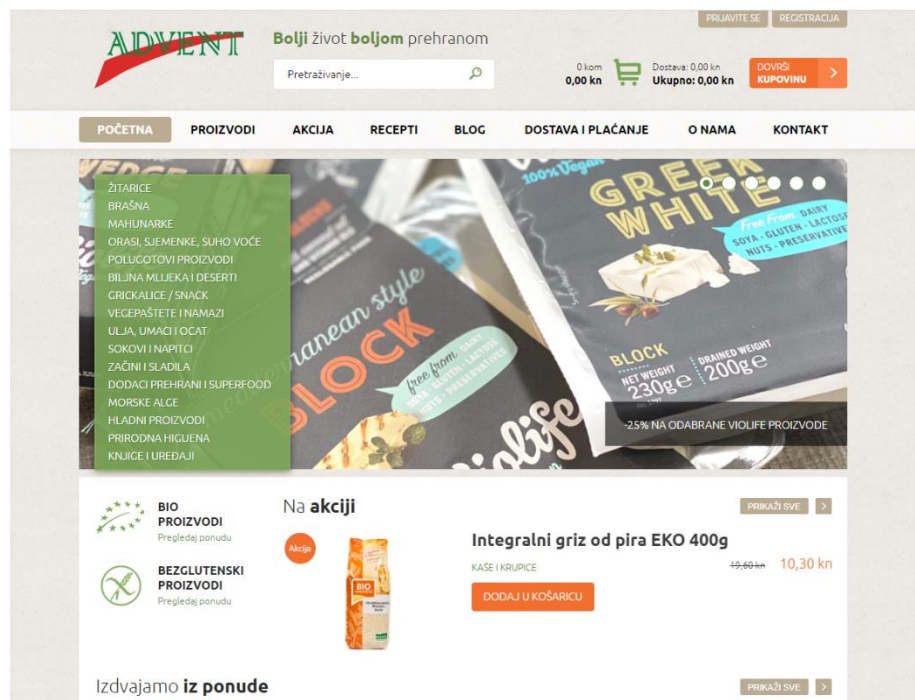 PRIJAVITE SE
REGISTRACIJA
ADVENT
Bolji život boljom prehranom
Pretraživanje...
0 kom
0,00 kn
Dostava: 0,00 kn
Ukupno: 0,00 kn
DOVRŠI
KUPOVINU
POČETNA
PROIZVODI
AKCIJA
RECEPTI
BLOG
DOSTAVA I PLAĆANJE
O NAMA
KONTAKT
ŽITARICE
BRAŠNA
MAHUNARKE
ORASI, SJEMENKE, SUHO VOĆE
POLUGOTOVI PROIZVODI
BILJNA MLIJEKA I DESERTI
GRICKALICE / SNACK
VEGEPAŠTETE I NAMAZI
ULJA, UMACI I OCAT
SOKOVI I NAPITCI
ZAČINI I SLADILA
DODACI PREHRANI I SUPERFOOD
MORSKE ALGE
HLADNI PROIZVODI
PRIRODNA HIGIJENA
KNJIGE I UREĐAJI
style
BLOCK
free from DAIRY
SOYA - GLUTEN - LACTOSE
NUTS - PRESERVATIVES
Violife
100% Vegan
GREEK
WHITE
Free From DAIRY
SOYA - GLUTEN - LACTOSE
NUTS - PRESERVATIVE
BLOCK
NET WEIGHT
230g e
DRAINED WEIGHT
200g e
-25% NA ODABRANE VIOLIFE PROIZVODE
BIO
PROIZVODI
Pregledaj ponudu
BEZGLUTENSKI
PROIZVODI
Pregledaj ponudu
Na akciji
PRIKAŽI SVE
Akcija
BIO
Integralni griz od pira EKO 400g
KAŠE I KRUPICE
19,60 kn
10,30 kn
DODAJ U KOŠARICU
Izdvajamo iz ponude
PRIKAŽI SVE